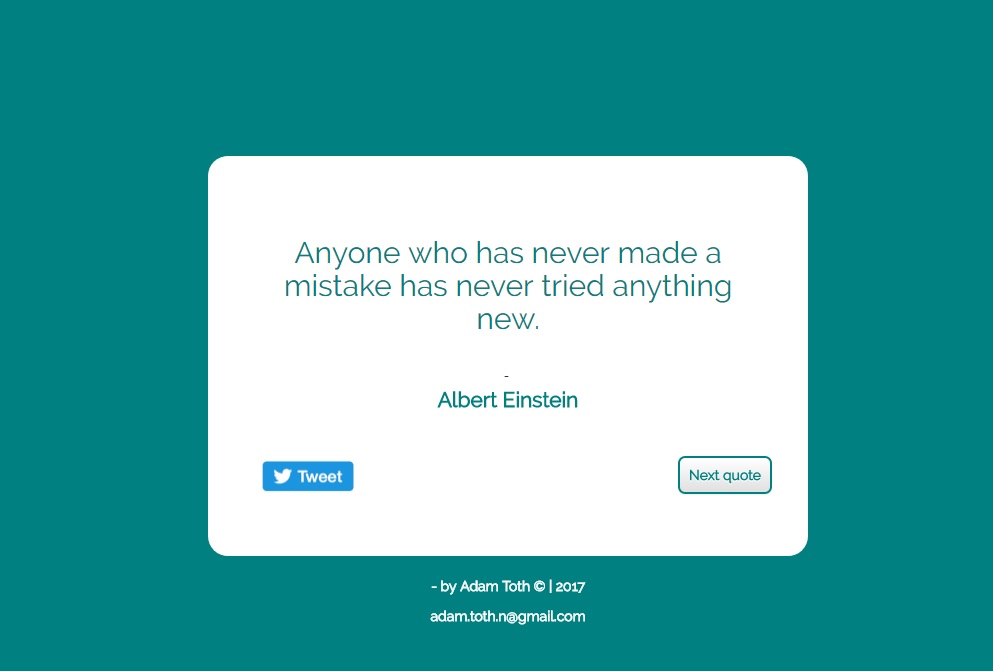 Anyone who has never made a
mistake has never tried anything
new.
-
Albert Einstein
Tweet
Next quote
- by Adam Toth © | 2017
adam.toth.n@gmail.com